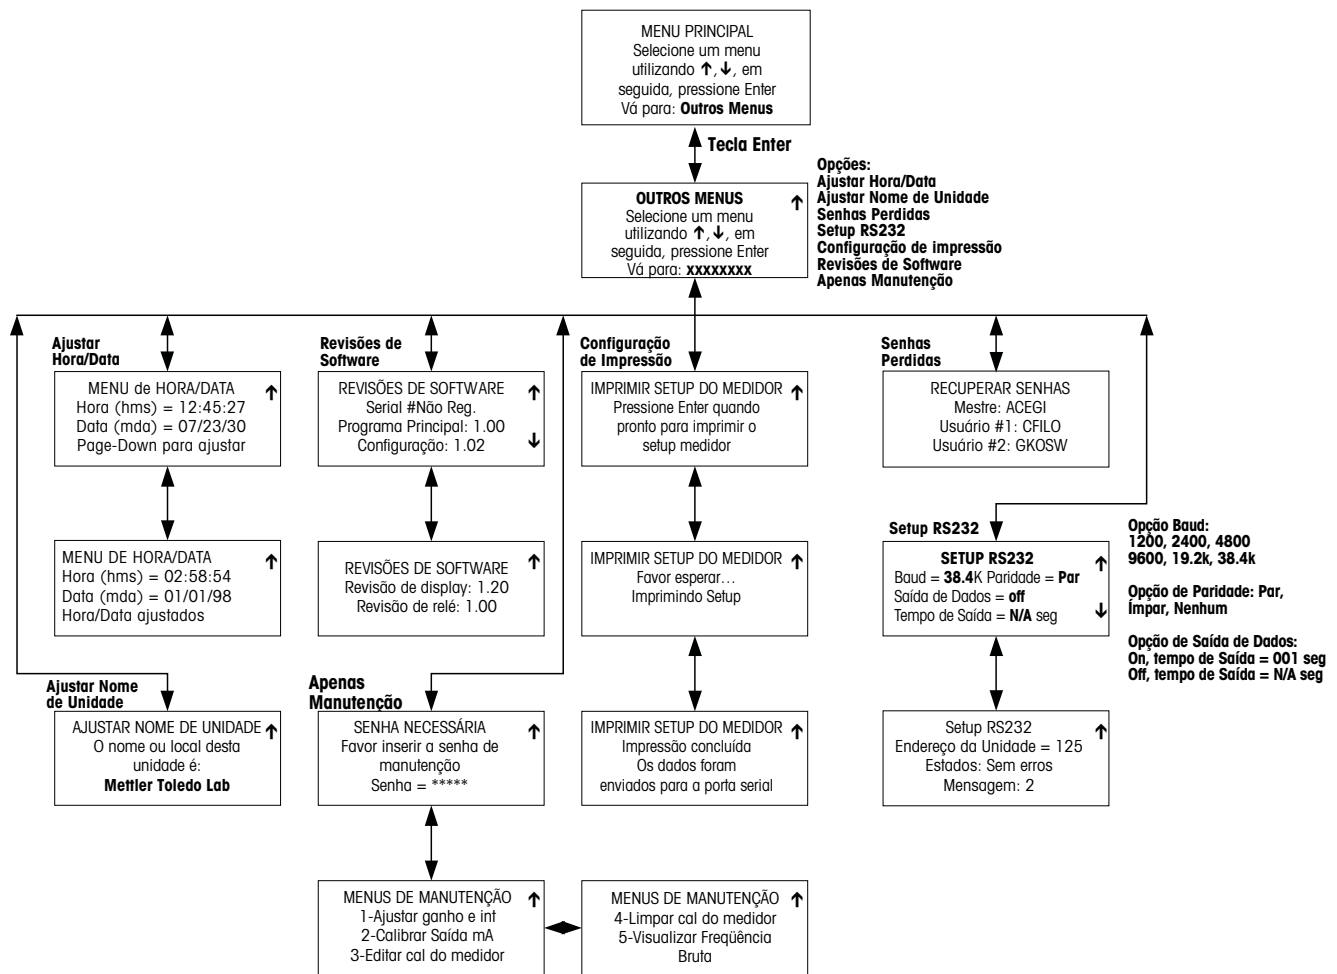 MENU PRINCIPAL
Selecione um menu
utilizando ↑,↓, em
seguida, pressione Enter
Vá para: Outros Menus
Tecla Enter
OUTROS MENUS ↑
Selecione um menu
utilizando ↑,↓, em
seguida, pressione Enter
Vá para: xxxxxxxx
Opções:
Ajustar Hora/Data
Ajustar Nome de Unidade
Senhas Perdidas
Setup RS232
Configuração de impressão
Revisões de Software
Apenas Manutenção
Ajustar
Hora/Data
MENU de HORA/DATA ↑
Hora (hms) = 12:45:27
Data (mda) = 07/23/30
Page-Down para ajustar
MENU DE HORA/DATA ↑
Hora (hms) = 02:58:54
Data (mda) = 01/01/98
Hora/Data ajustados
Ajustar Nome
de Unidade
AJUSTAR NOME DE UNIDADE ↑
O nome ou local desta
unidade é:
Mettler Toledo Lab
Revisões de
Software
REVISÕES DE SOFTWARE ↑
Serial #Não Reg.
Programa Principal: 1.00
Configuração: 1.02 ↓
REVISÕES DE SOFTWARE ↑
Revisão de display: 1.20
Revisão de relé: 1.00
Apenas
Manutenção
SENHA NECESSÁRIA ↑
Favor inserir a senha de
manutenção
Senha = *****
MENUS DE MANUTENÇÃO ↑
1-Ajustar ganho e int
2-Calibrar Saída mA
3-Editar cal do medidor
MENUS DE MANUTENÇÃO ↑
4-Limpar cal do medidor
5-Visualizar Freqüência
Bruta
Configuração
de Impressão
IMPRIMIR SETUP DO MEDIDOR ↑
Pressione Enter quando
pronto para imprimir o
setup medidor
IMPRIMIR SETUP DO MEDIDOR ↑
Favor esperar…
Imprimindo Setup
IMPRIMIR SETUP DO MEDIDOR ↑
Impressão concluída
Os dados foram
enviados para a porta serial
Senhas
Perdidas
RECUPERAR SENHAS
Mestre: ACEGI
Usuário #1: CFILO
Usuário #2: GKOSW
Setup RS232
SETUP RS232 ↑
Baud = 38.4K Paridade = Par
Saída de Dados = off
Tempo de Saída = N/A seg ↓
Opção Baud:
1200, 2400, 4800
9600, 19.2k, 38.4k
Opção de Paridade: Par,
Ímpar, Nenhum
Opção de Saída de Dados:
On, tempo de Saída = 001 seg
Off, tempo de Saída = N/A seg
Setup RS232 ↑
Endereço da Unidade = 125
Estados: Sem erros
Mensagem: 2